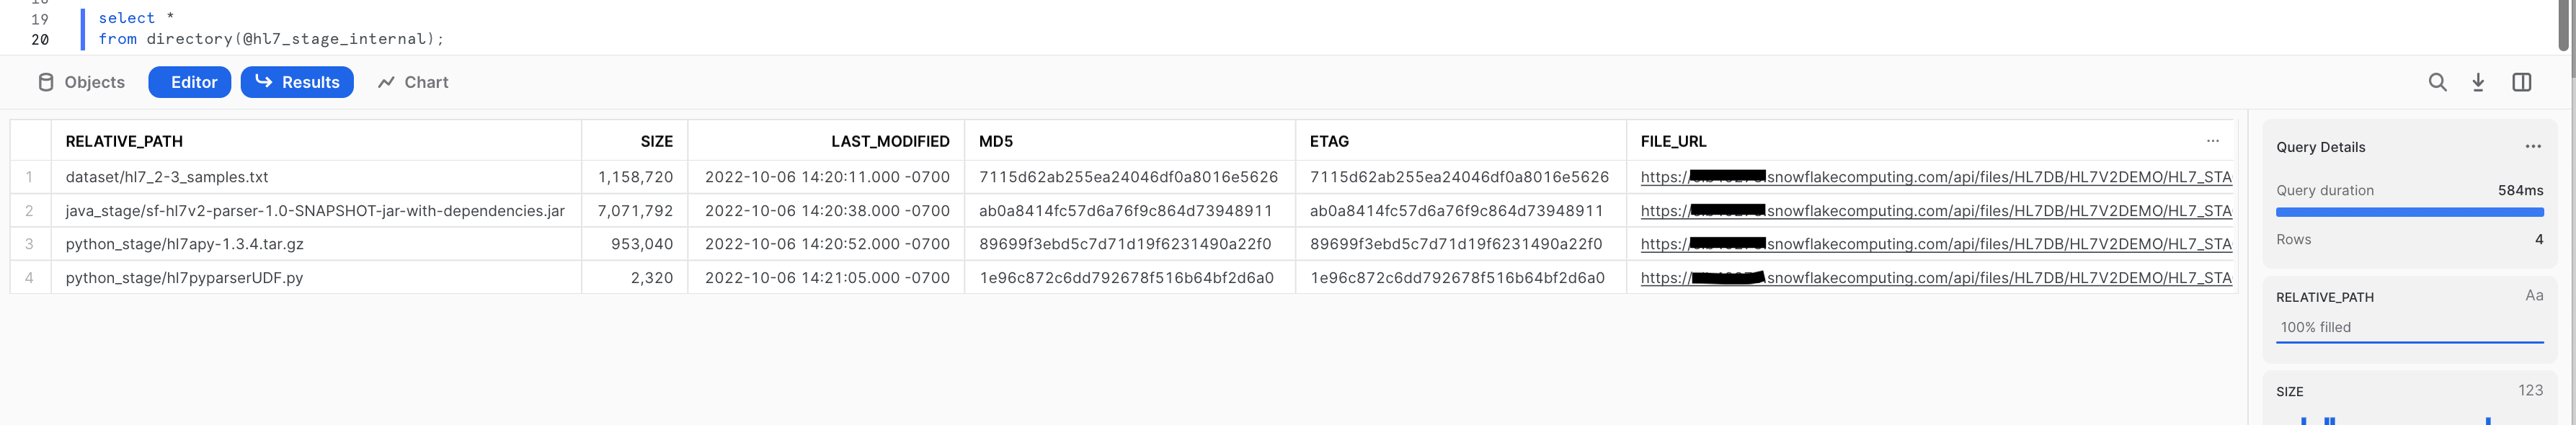 19 select *
20 from directory(@hl7_stage_internal);
Objects Editor Results Chart
RELATIVE_PATH SIZE LAST_MODIFIED MD5 ETAG FILE_URL ...
1 dataset/hl7_2-3_samples.txt 1,158,720 2022-10-06 14:20:11.000 -0700 7115d62ab255ea24046df0a8016e5626 7115d62ab255ea24046df0a8016e5626 https:// snowflakecomputing.com/api/files/HL7DB/HL7V2DEMO/HL7_STA
2 java_stage/sf-hl7v2-parser-1.0-SNAPSHOT-jar-with-dependencies.jar 7,071,792 2022-10-06 14:20:38.000 -0700 ab0a8414fc57d6a76f9c864d73948911 ab0a8414fc57d6a76f9c864d73948911 https:// snowflakecomputing.com/api/files/HL7DB/HL7V2DEMO/HL7_STA
3 python_stage/hl7apy-1.3.4.tar.gz 953,040 2022-10-06 14:20:52.000 -0700 89699f3ebd5c7d71d19f6231490a22f0 89699f3ebd5c7d71d19f6231490a22f0 https:// snowflakecomputing.com/api/files/HL7DB/HL7V2DEMO/HL7_STA
4 python_stage/hl7pyparserUDF.py 2,320 2022-10-06 14:21:05.000 -0700 1e96c872c6dd792678f516b64bf2d6a0 1e96c872c6dd792678f516b64bf2d6a0 https:// snowflakecomputing.com/api/files/HL7DB/HL7V2DEMO/HL7_STA
Query Details ...
Query duration 584ms
Rows 4
RELATIVE_PATH Aa
100% filled
SIZE 123